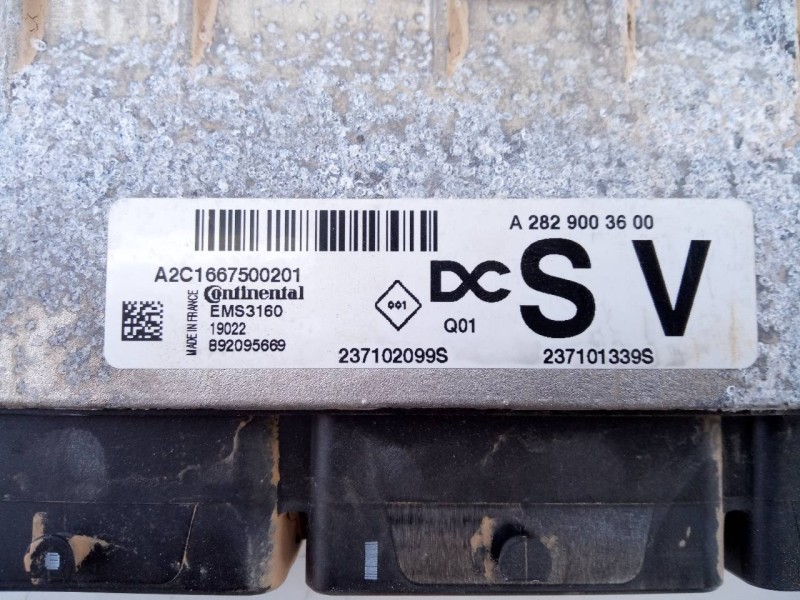 A 282 900 36 00
A2C1667500201
Continental
EMS3160
19022
892095669
MADE IN FRANCE
001
DC
Q01
S V
237102099S
237101339S